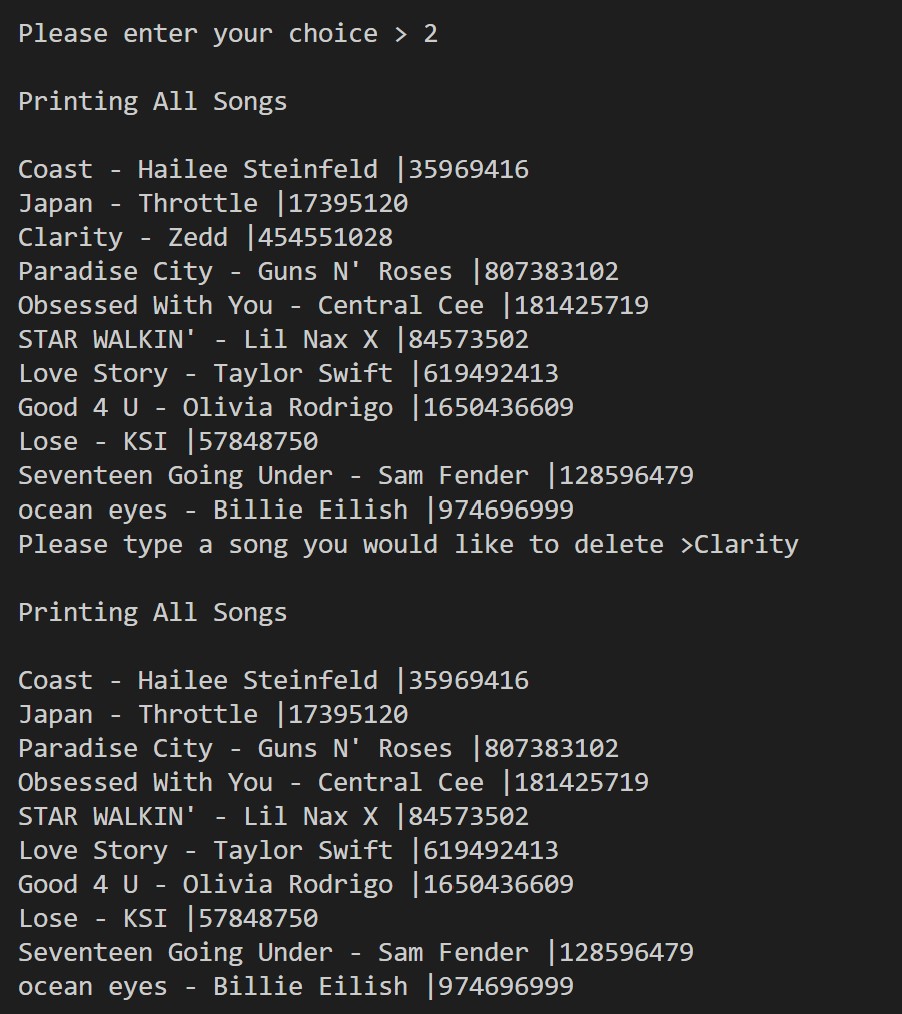 Please enter your choice > 2
Printing All Songs
Coast - Hailee Steinfeld |35969416
Japan - Throttle |17395120
Clarity - Zedd |454551028
Paradise City - Guns N' Roses |807383102
Obsessed With You - Central Cee |181425719
STAR WALKIN' - Lil Nax X |84573502
Love Story - Taylor Swift |619492413
Good 4 U - Olivia Rodrigo |1650436609
Lose - KSI |57848750
Seventeen Going Under - Sam Fender |128596479
ocean eyes - Billie Eilish |974696999
Please type a song you would like to delete >Clarity
Printing All Songs
Coast - Hailee Steinfeld |35969416
Japan - Throttle |17395120
Paradise City - Guns N' Roses |807383102
Obsessed With You - Central Cee |181425719
STAR WALKIN' - Lil Nax X |84573502
Love Story - Taylor Swift |619492413
Good 4 U - Olivia Rodrigo |1650436609
Lose - KSI |57848750
Seventeen Going Under - Sam Fender |128596479
ocean eyes - Billie Eilish |974696999